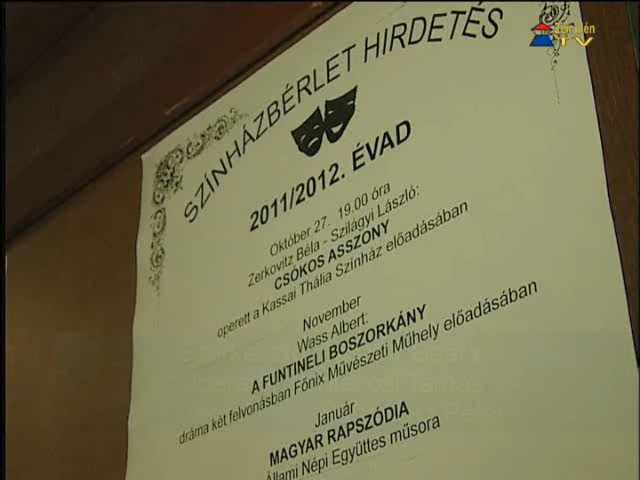 Zemplén
TV
SZÍNHÁZBÉRLET HIRDETÉS
2011/2012. ÉVAD
Október 27. 19.00 óra
Zerkovitz Béla - Szilágyi László:
CSÓKOS ASSZONY
operett a Kassai Thália Színház előadásában
November
Wass Albert:
A FUNTINELI BOSZORKÁNY
dráma két felvonásban Főnix Művészeti Műhely előadásában
Január
MAGYAR RAPSZÓDIA
Állami Népi Együttes műsora